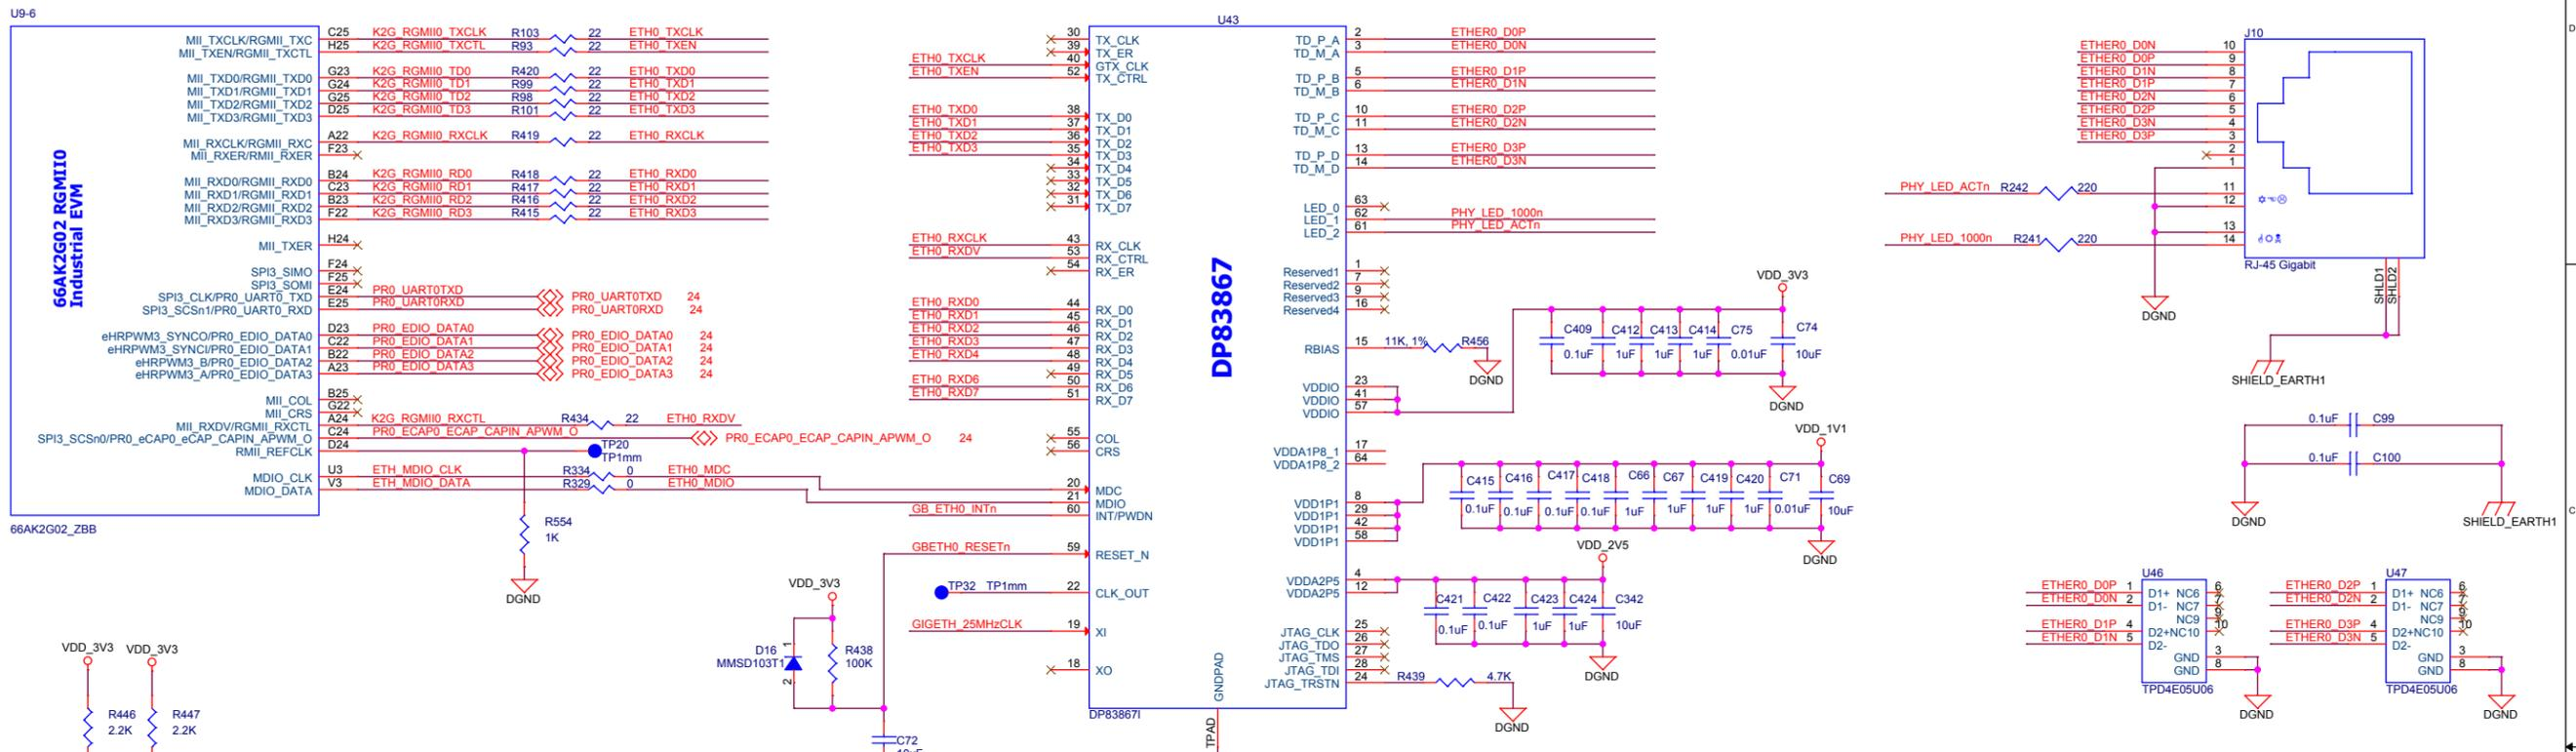 U9-6
66AK2G02 RGMII0
Industrial EVM
MII_TXCLK/RGMII_TXC C25 K2G_RGMII0_TXCLK R103 22 ETH0_TXCLK
MII_TXEN/RGMII_TXCTL H25 K2G_RGMII0_TXCTL R93 22 ETH0_TXEN
MII_TXD0/RGMII_TXD0 G23 K2G_RGMII0_TD0 R420 22 ETH0_TXD0
MII_TXD1/RGMII_TXD1 G24 K2G_RGMII0_TD1 R99 22 ETH0_TXD1
MII_TXD2/RGMII_TXD2 G25 K2G_RGMII0_TD2 R98 22 ETH0_TXD2
MII_TXD3/RGMII_TXD3 D25 K2G_RGMII0_TD3 R101 22 ETH0_TXD3
MII_RXCLK/RGMII_RXC A22 K2G_RGMII0_RXCLK R419 22 ETH0_RXCLK
MII_RXER/RMII_RXER F23
MII_RXD0/RGMII_RXD0 B24 K2G_RGMII0_RD0 R418 22 ETH0_RXD0
MII_RXD1/RGMII_RXD1 C23 K2G_RGMII0_RD1 R417 22 ETH0_RXD1
MII_RXD2/RGMII_RXD2 B23 K2G_RGMII0_RD2 R416 22 ETH0_RXD2
MII_RXD3/RGMII_RXD3 F22 K2G_RGMII0_RD3 R415 22 ETH0_RXD3
MII_TXER H24
SPI3_SIMO F24
SPI3_SOMI F25
SPI3_CLK/PR0_UART0_TXD E24 PR0_UART0TXD PR0_UART0TXD 24
SPI3_SCSn1/PR0_UART0_RXD E25 PR0_UART0RXD PR0_UART0RXD 24
eHRPWM3_SYNCO/PR0_EDIO_DATA0 D23 PR0_EDIO_DATA0 PR0_EDIO_DATA0 24
eHRPWM3_SYNCI/PR0_EDIO_DATA1 C22 PR0_EDIO_DATA1 PR0_EDIO_DATA1 24
eHRPWM3_B/PR0_EDIO_DATA2 B22 PR0_EDIO_DATA2 PR0_EDIO_DATA2 24
eHRPWM3_A/PR0_EDIO_DATA3 A23 PR0_EDIO_DATA3 PR0_EDIO_DATA3 24
MII_COL B25
MII_CRS G22
MII_RXDV/RGMII_RXCTL A24 K2G_RGMII0_RXCTL R434 22 ETH0_RXDV
SPI3_SCSn0/PR0_eCAP0_eCAP_CAPIN_APWM_O C24 PR0_ECAP0_ECAP_CAPIN_APWM_O PR0_ECAP0_ECAP_CAPIN_APWM_O 24
RMII_REFCLK D24 TP20
TP1mm
MDIO_CLK U3 ETH_MDIO_CLK R334 0 ETH0_MDC
MDIO_DATA V3 ETH_MDIO_DATA R329 0 ETH0_MDIO
66AK2G02_ZBB
R554
1K
DGND
VDD_3V3 VDD_3V3
R446 R447
2.2K 2.2K
VDD_3V3
D16 1 R438
MMSD103T1 100K
2
C72
U43
DP83867
30 TX_CLK
39 TX_ER
ETH0_TXCLK 40 GTX_CLK
ETH0_TXEN 52 TX_CTRL
ETH0_TXD0 38 TX_D0
ETH0_TXD1 37 TX_D1
ETH0_TXD2 36 TX_D2
ETH0_TXD3 35 TX_D3
34 TX_D4
33 TX_D5
32 TX_D6
31 TX_D7
ETH0_RXCLK 43 RX_CLK
ETH0_RXDV 53 RX_CTRL
54 RX_ER
ETH0_RXD0 44 RX_D0
ETH0_RXD1 45 RX_D1
ETH0_RXD2 46 RX_D2
ETH0_RXD3 47 RX_D3
ETH0_RXD4 48 RX_D4
49 RX_D5
ETH0_RXD6 50 RX_D6
ETH0_RXD7 51 RX_D7
55 COL
56 CRS
20 MDC
21 MDIO
GB_ETH0_INTn 60 INT/PWDN
GBETH0_RESETn 59 RESET_N
TP32 TP1mm 22 CLK_OUT
GIGETH_25MHzCLK 19 XI
18 XO
DP83867I
GNDPAD
TPAD
TD_P_A 2 ETHER0_D0P
TD_M_A 3 ETHER0_D0N
TD_P_B 5 ETHER0_D1P
TD_M_B 6 ETHER0_D1N
TD_P_C 10 ETHER0_D2P
TD_M_C 11 ETHER0_D2N
TD_P_D 13 ETHER0_D3P
TD_M_D 14 ETHER0_D3N
LED_0 63
LED_1 62 PHY_LED_1000n
LED_2 61 PHY_LED_ACTn
Reserved1 1
Reserved2 7
Reserved3 9
Reserved4 16
RBIAS 15 11K, 1% R456
DGND
VDDIO 23
VDDIO 41
VDDIO 57
VDDA1P8_1 17
VDDA1P8_2 64
VDD1P1 8
VDD1P1 29
VDD1P1 42
VDD1P1 58
VDDA2P5 4
VDDA2P5 12
JTAG_CLK 25
JTAG_TDO 26
JTAG_TMS 27
JTAG_TDI 28
JTAG_TRSTN 24 R439 4.7K
DGND
VDD_3V3
C409 C412 C413 C414 C75 C74
0.1uF 1uF 1uF 1uF 0.01uF 10uF
DGND
VDD_1V1
C415 C416 C417 C418 C66 C67 C419 C420 C71 C69
0.1uF 0.1uF 0.1uF 0.1uF 1uF 1uF 1uF 1uF 0.01uF 10uF
DGND
VDD_2V5
C421 C422 C423 C424 C342
0.1uF 0.1uF 1uF 1uF 10uF
DGND
J10
ETHER0_D0N 10
ETHER0_D0P 9
ETHER0_D1N 8
ETHER0_D1P 7
ETHER0_D2N 6
ETHER0_D2P 5
ETHER0_D3N 4
ETHER0_D3P 3
2
1
PHY_LED_ACTn R242 220 11
12
13
PHY_LED_1000n R241 220 14
RJ-45 Gigabit
SHLD1
SHLD2
DGND
SHIELD_EARTH1
0.1uF C99
0.1uF C100
DGND SHIELD_EARTH1
U46
ETHER0_D0P 1 D1+ NC6 6
ETHER0_D0N 2 D1- NC7 7
NC9 9
ETHER0_D1P 4 D2+NC10 10
ETHER0_D1N 5 D2-
GND 3
GND 8
TPD4E05U06
DGND
U47
ETHER0_D2P 1 D1+ NC6 6
ETHER0_D2N 2 D1- NC7 7
NC9 9
ETHER0_D3P 4 D2+NC10 10
ETHER0_D3N 5 D2-
GND 3
GND 8
TPD4E05U06
DGND
D
C